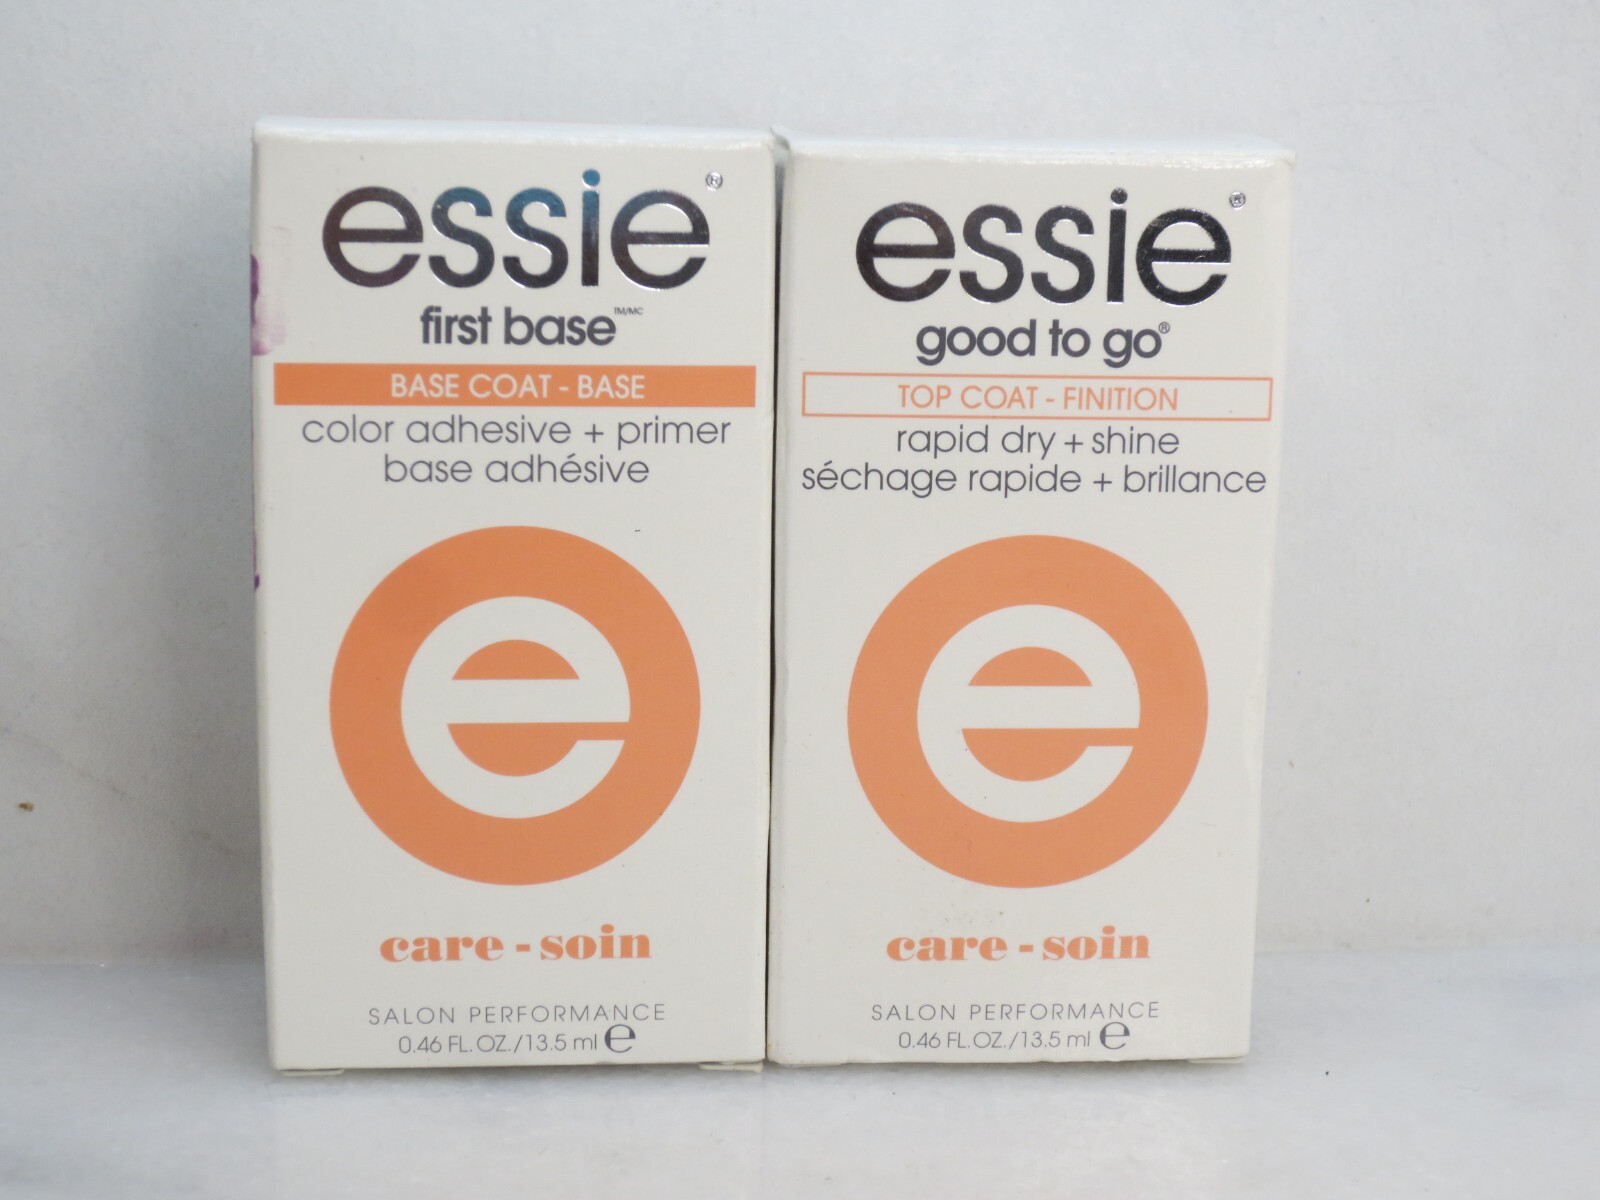 essie®
first base™/MC
BASE COAT - BASE
color adhesive + primer
base adhésive
e
care - soin
SALON PERFORMANCE
0.46 FL. OZ./13.5 ml e
essie®
good to go®
TOP COAT - FINITION
rapid dry + shine
séchage rapide + brillance
e
care - soin
SALON PERFORMANCE
0.46 FL. OZ./13.5 ml e